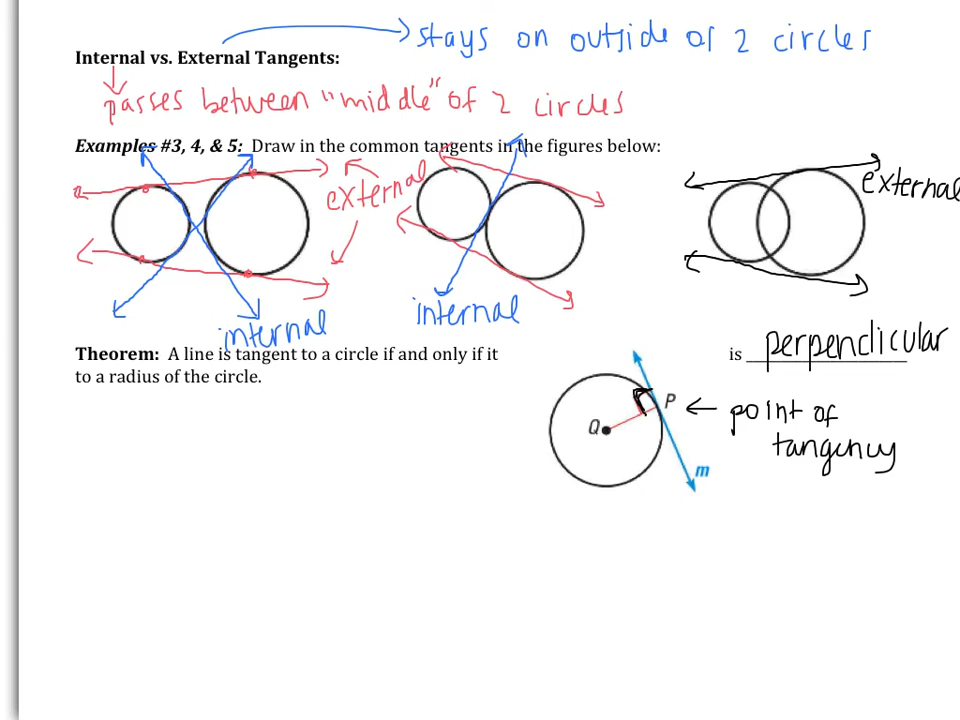 stays on outside of 2 circles
Internal vs. External Tangents:
passes between "middle" of 2 circles
Examples #3, 4, & 5: Draw in the common tangents in the figures below:
external
external
internal
internal
Theorem: A line is tangent to a circle if and only if it is perpendicular
to a radius of the circle.
P ← point of
tangency
Q
m